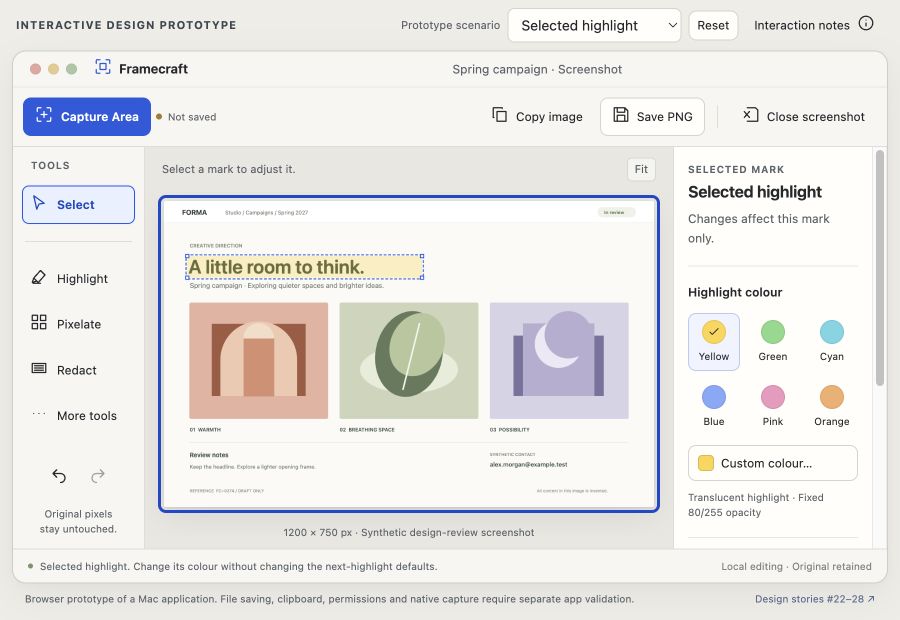 INTERACTIVE DESIGN PROTOTYPE
Prototype scenario
Selected highlight
Reset
Interaction notes
Framecraft
Spring campaign · Screenshot
Capture Area
Not saved
Copy image
Save PNG
Close screenshot
TOOLS
Select
Highlight
Pixelate
Redact
More tools
Original pixels
stay untouched.
Select a mark to adjust it.
Fit
FORMA
Studio / Campaigns / Spring 2027
In review
CREATIVE DIRECTION
A little room to think.
Spring campaign · Exploring quieter spaces and brighter ideas.
01 WARMTH
02 BREATHING SPACE
03 POSSIBILITY
Review notes
Keep the headline. Explore a lighter opening frame.
SYNTHETIC CONTACT
alex.morgan@example.test
All content in this image is invented.
1200 × 750 px · Synthetic design-review screenshot
SELECTED MARK
Selected highlight
Changes affect this mark
only.
Highlight colour
Yellow
Green
Cyan
Blue
Pink
Orange
Custom colour...
Translucent highlight · Fixed
80/255 opacity
Selected highlight. Change its colour without changing the next-highlight defaults.
Local editing · Original retained
Browser prototype of a Mac application. File saving, clipboard, permissions and native capture require separate app validation.
Design stories #22–28 ↗